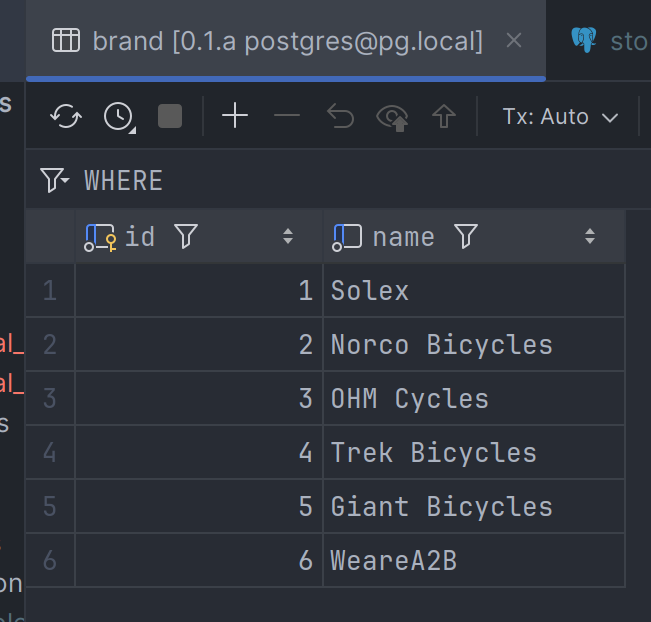 brand [0.1.a postgres@pg.local]
sto
s
Tx: Auto
WHERE
id name
1 1 Solex
2 2 Norco Bicycles
al_
3 3 OHM Cycles
al_
s
4 4 Trek Bicycles
5 5 Giant Bicycles
6 6 WeareA2B
on